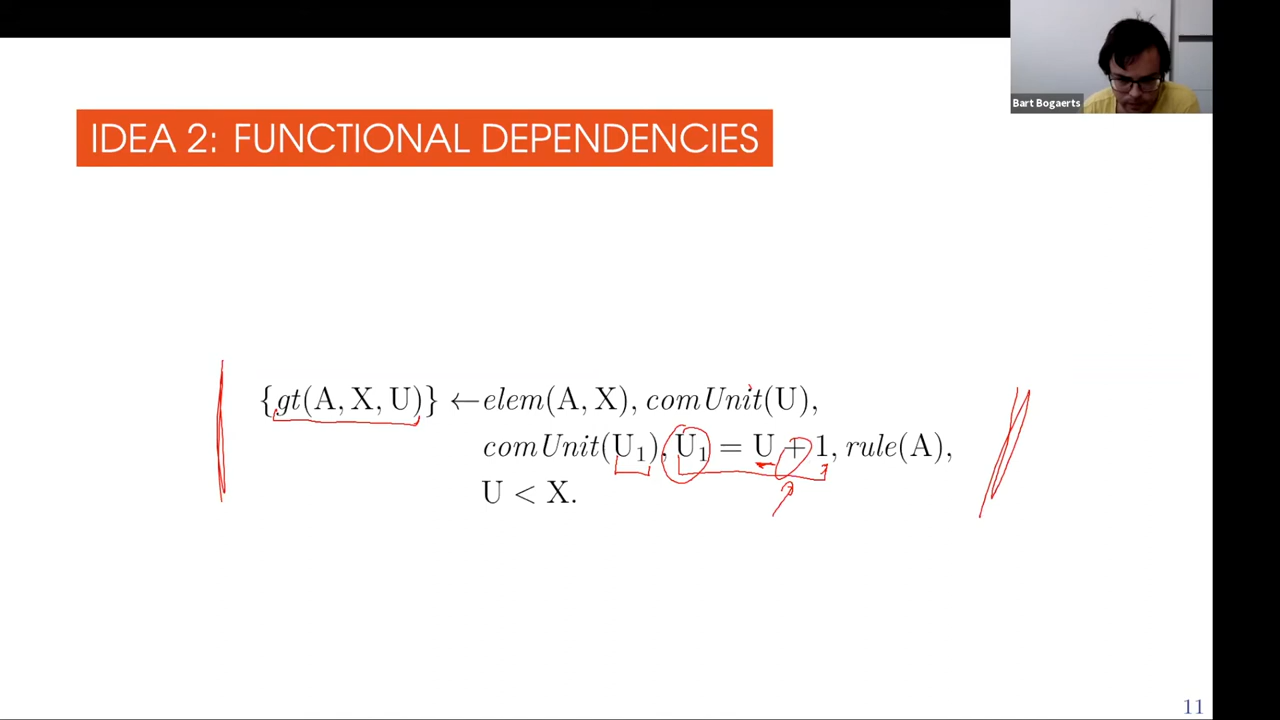 Bart Bogaerts
IDEA 2: FUNCTIONAL DEPENDENCIES
{gt(A, X, U)} ← elem(A, X), comUnit(U),
comUnit(U₁), U₁ = U + 1, rule(A),
U < X.
11